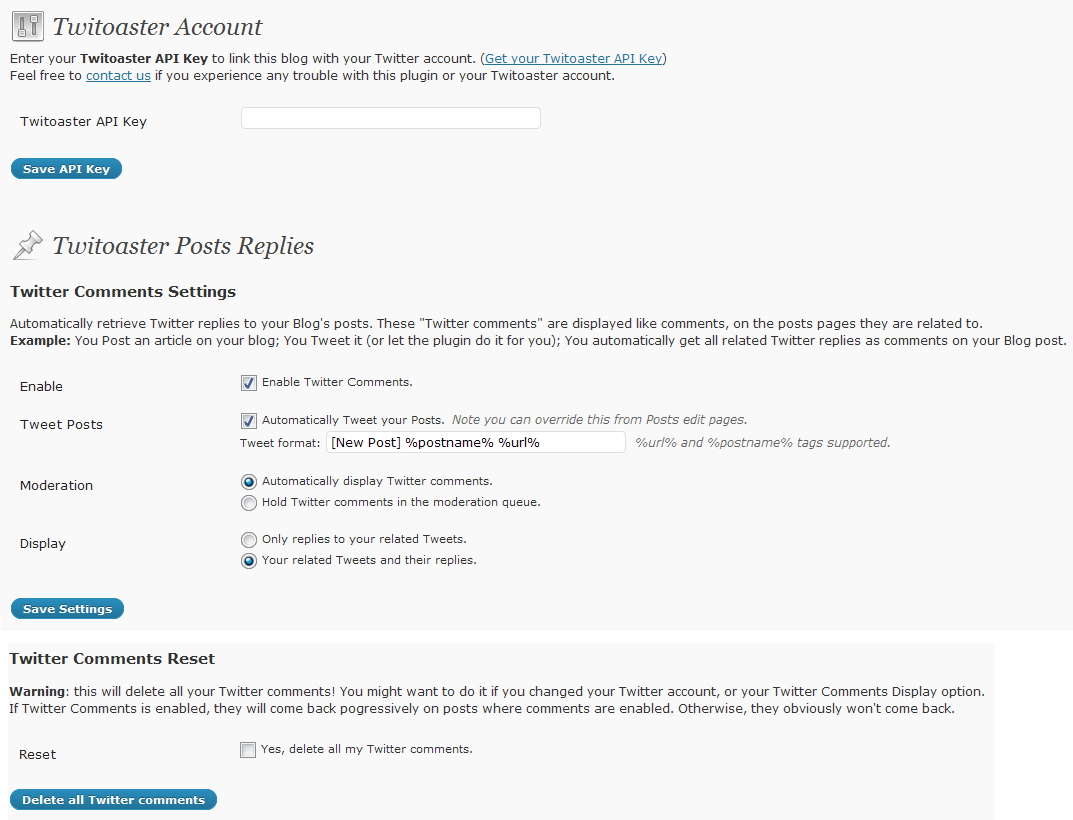 Twitoaster Account
Enter your Twitoaster API Key to link this blog with your Twitter account. (Get your Twitoaster API Key)
Feel free to contact us if you experience any trouble with this plugin or your Twitoaster account.
Twitoaster API Key
Save API Key
Twitoaster Posts Replies
Twitter Comments Settings
Automatically retrieve Twitter replies to your Blog's posts. These "Twitter comments" are displayed like comments, on the posts pages they are related to.
Example: You Post an article on your blog; You Tweet it (or let the plugin do it for you); You automatically get all related Twitter replies as comments on your Blog post.
Enable
Enable Twitter Comments.
Tweet Posts
Automatically Tweet your Posts. Note you can override this from Posts edit pages.
Tweet format: [New Post] %postname% %url% %url% and %postname% tags supported.
Moderation
Automatically display Twitter comments.
Hold Twitter comments in the moderation queue.
Display
Only replies to your related Tweets.
Your related Tweets and their replies.
Save Settings
Twitter Comments Reset
Warning: this will delete all your Twitter comments! You might want to do it if you changed your Twitter account, or your Twitter Comments Display option.
If Twitter Comments is enabled, they will come back pogressively on posts where comments are enabled. Otherwise, they obviously won't come back.
Reset
Yes, delete all my Twitter comments.
Delete all Twitter comments